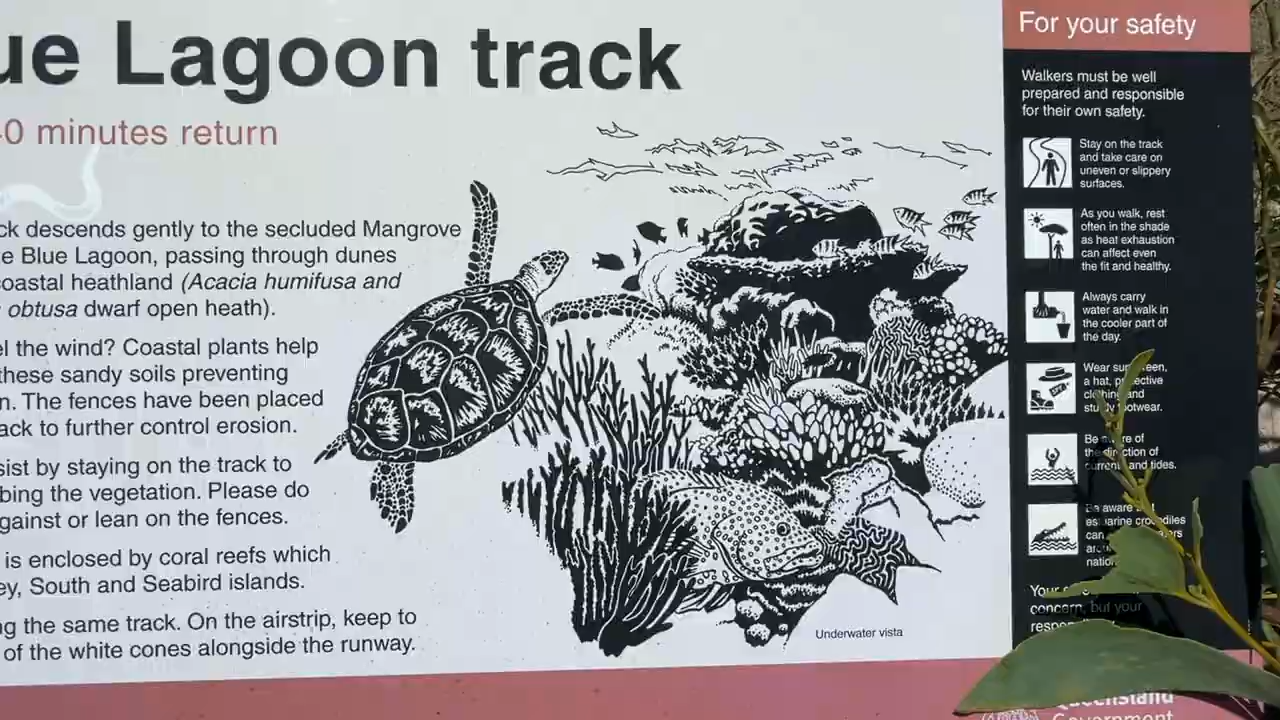 ue Lagoon track
40 minutes return
ck descends gently to the secluded Mangrove
e Blue Lagoon, passing through dunes
coastal heathland (Acacia humifusa and
obtusa dwarf open heath).
el the wind? Coastal plants help
these sandy soils preventing
n. The fences have been placed
ack to further control erosion.
sist by staying on the track to
bing the vegetation. Please do
gainst or lean on the fences.
is enclosed by coral reefs which
ey, South and Seabird islands.
ng the same track. On the airstrip, keep to
of the white cones alongside the runway.
Underwater vista
For your safety
Walkers must be well
prepared and responsible
for their own safety.
Stay on the track
and take care on
uneven or slippery
surfaces.
As you walk, rest
often in the shade
as heat exhaustion
can affect even
the fit and healthy.
Always carry
water and walk in
the cooler part of
the day.
Wear sunscreen,
a hat, protective
clothing and
sturdy footwear.
Be aware of
the direction of
currents and tides.
Be aware that
estuarine crocodiles
can
nation
Your
concern, but your
Queensland
Government